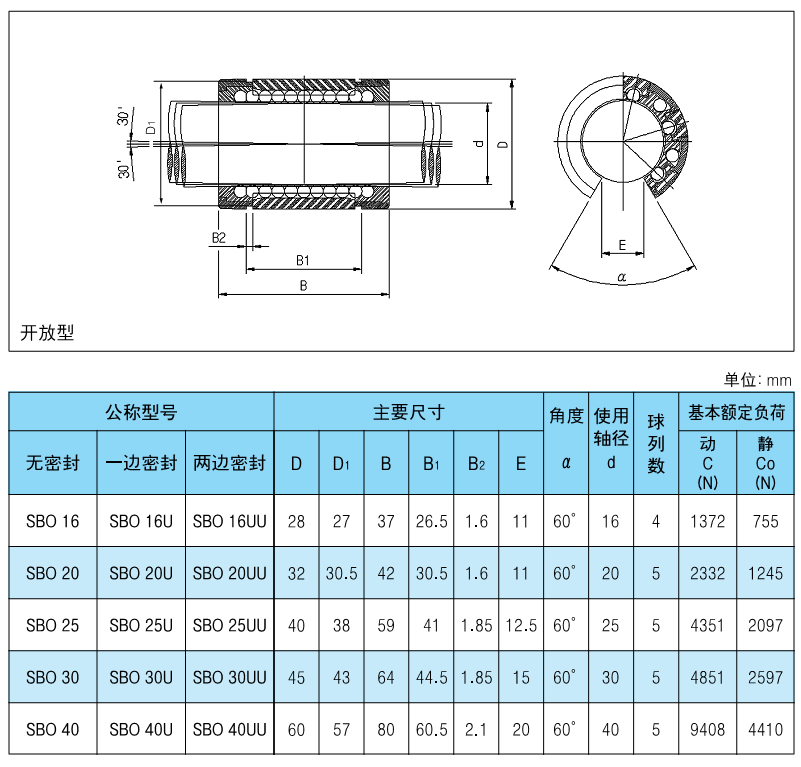 30'
30'
D1
d
D
B2
B1
B
E
α
开放型
单位: mm
公称型号 主要尺寸 角度 α 使用轴径 d 球列数 基本额定负荷
无密封 一边密封 两边密封 D D1 B B1 B2 E 动 C (N) 静 Co (N)
SBO 16 SBO 16U SBO 16UU 28 27 37 26.5 1.6 11 60° 16 4 1372 755
SBO 20 SBO 20U SBO 20UU 32 30.5 42 30.5 1.6 11 60° 20 5 2332 1245
SBO 25 SBO 25U SBO 25UU 40 38 59 41 1.85 12.5 60° 25 5 4351 2097
SBO 30 SBO 30U SBO 30UU 45 43 64 44.5 1.85 15 60° 30 5 4851 2597
SBO 40 SBO 40U SBO 40UU 60 57 80 60.5 2.1 20 60° 40 5 9408 4410